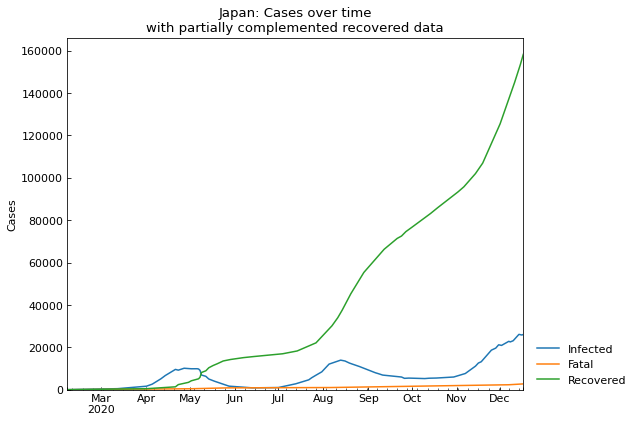 Japan: Cases over time
with partially complemented recovered data
160000
140000
120000
100000
80000
60000
40000
20000
0
Cases
Mar Apr May Jun Jul Aug Sep Oct Nov Dec
2020
Infected
Fatal
Recovered